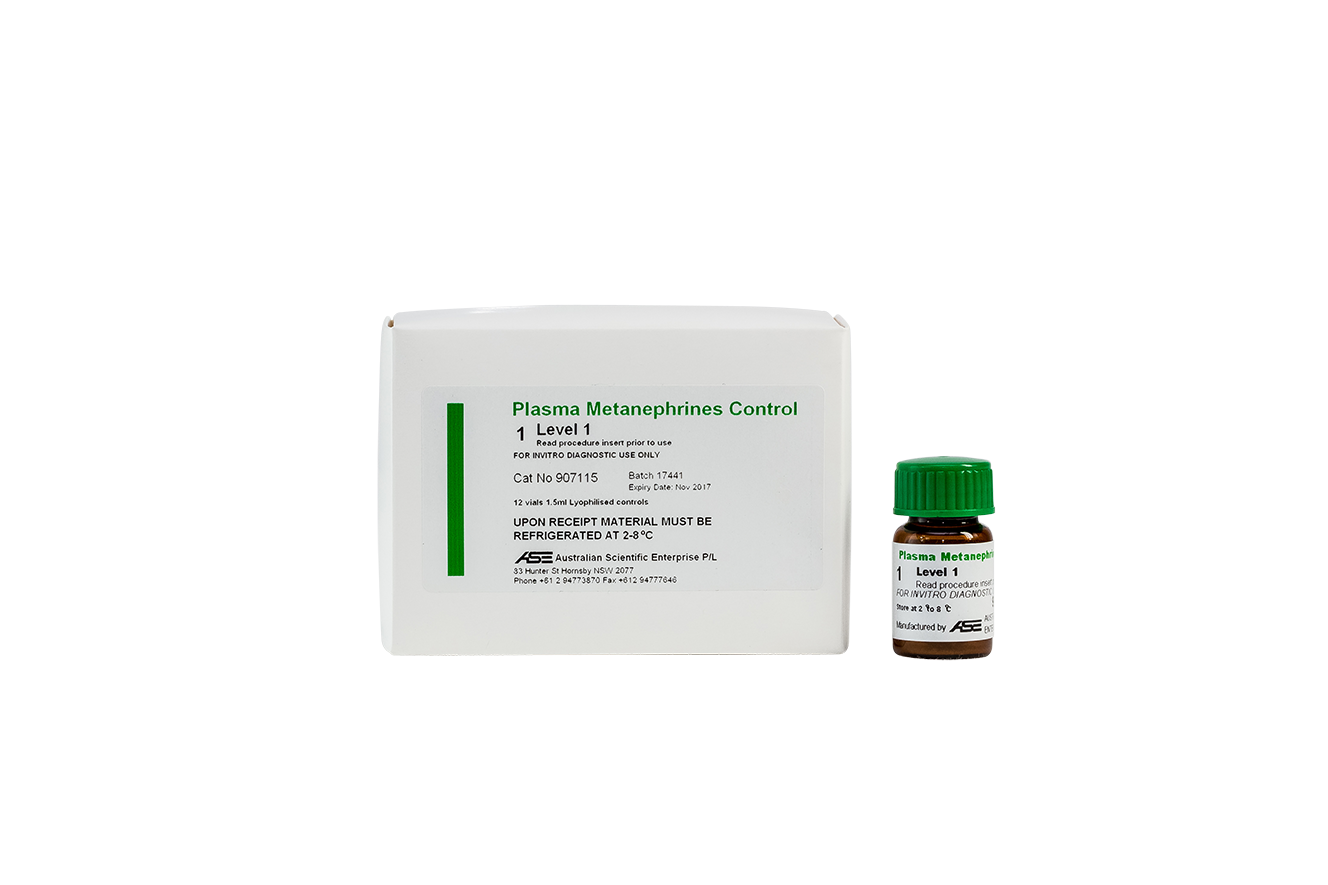 Plasma Metanephrines Control
1 Level 1
Read procedure insert prior to use
FOR INVITRO DIAGNOSTIC USE ONLY
Cat No 907115 Batch 17441
Expiry Date: Nov 2017
12 vials 1.5ml Lyophilised controls
UPON RECEIPT MATERIAL MUST BE
REFRIGERATED AT 2-8 °C
ASE Australian Scientific Enterprise P/L
33 Hunter St Hornsby NSW 2077
Phone +61 2 94773870 Fax +612 94777646
Plasma Metanephri
1 Level 1
Read procedure insert
FOR INVITRO DIAGNOSTIC
Store at 2 to 8 °C
Manufactured by ASE